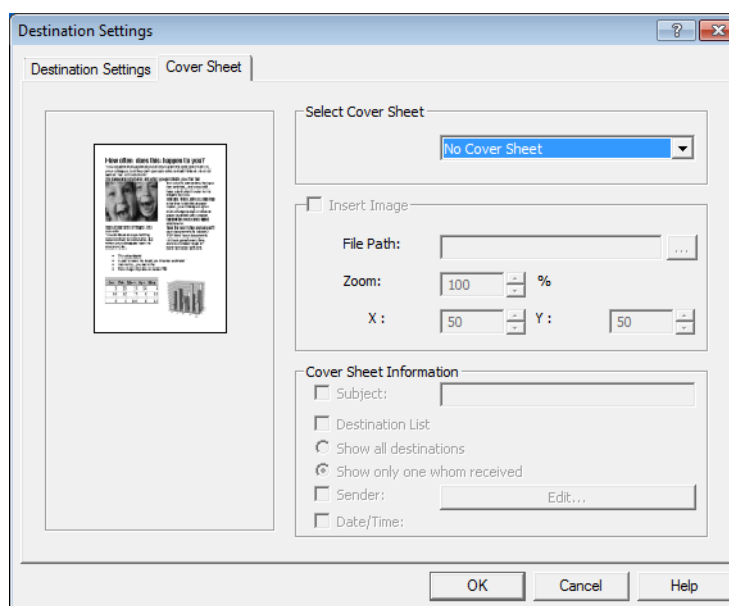 Destination Settings
Destination Settings Cover Sheet
How often does this happen to you?
Select Cover Sheet
No Cover Sheet
Insert Image
File Path: ...
Zoom: 100 %
X : 50 Y : 50
Cover Sheet Information
Subject:
Destination List
Show all destinations
Show only one whom received
Sender: Edit...
Date/Time:
OK Cancel Help